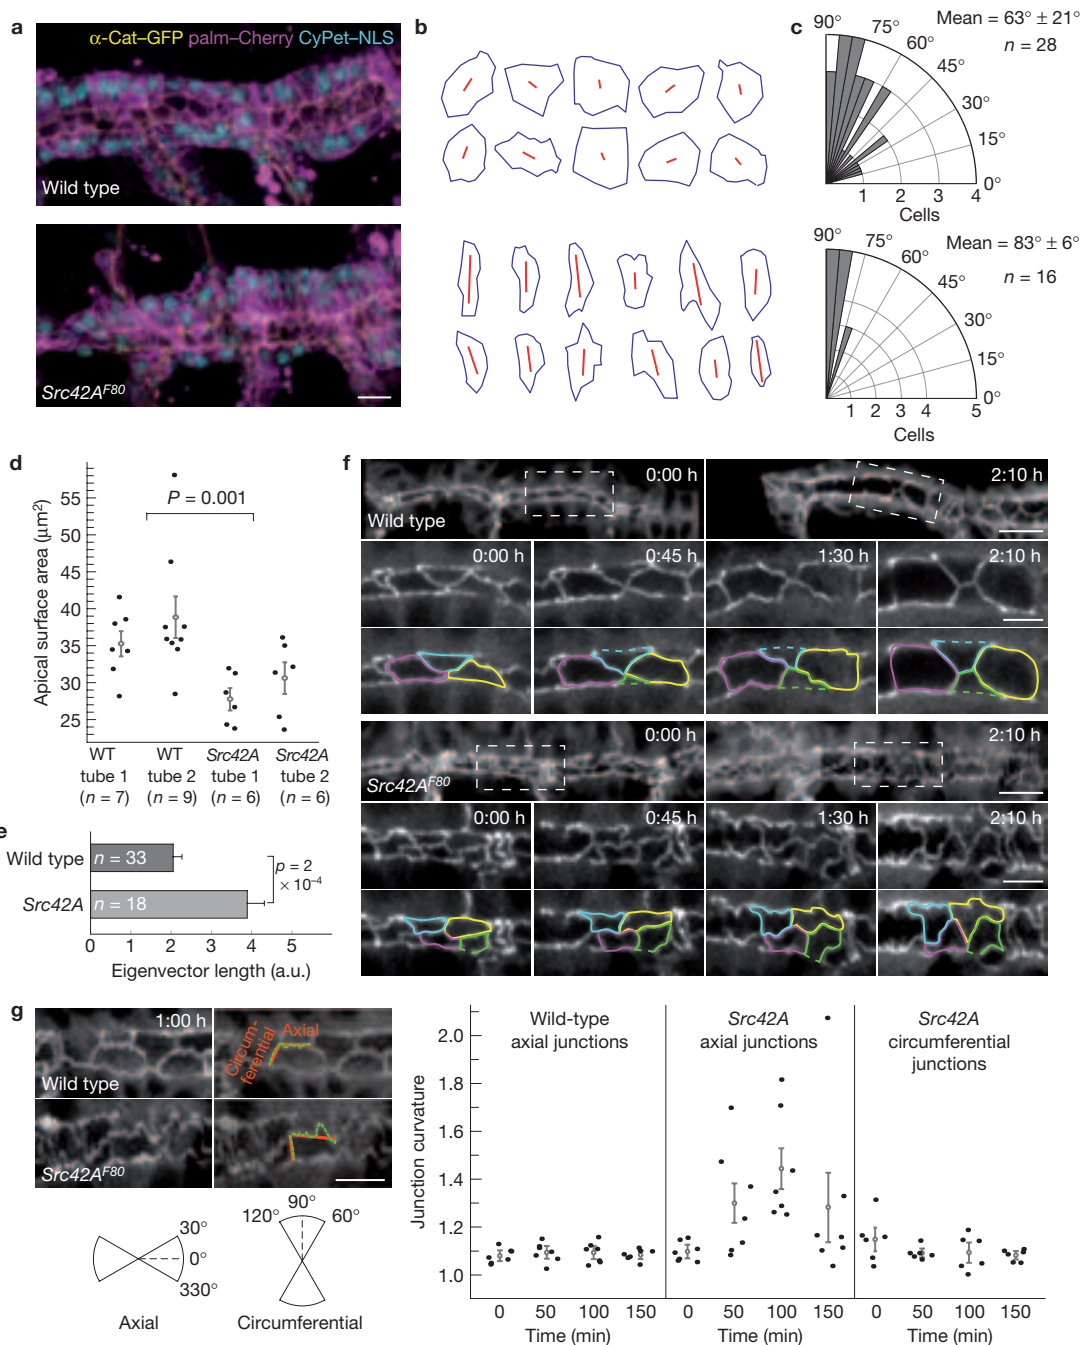 a
α-Cat–GFP palm–Cherry CyPet–NLS
Wild type
Src42A^F80
b
c
90°
75°
60°
45°
30°
15°
0°
1 2 3 4
Cells
Mean = 63° ± 21°
n = 28
90°
75°
60°
45°
30°
15°
0°
1 2 3 4 5
Cells
Mean = 83° ± 6°
n = 16
d
Apical surface area (μm²)
55
50
45
40
35
30
25
P = 0.001
WT tube 1 (n = 7)
WT tube 2 (n = 9)
Src42A tube 1 (n = 6)
Src42A tube 2 (n = 6)
e
Wild type
n = 33
Src42A
n = 18
p = 2
× 10⁻⁴
0 1 2 3 4 5
Eigenvector length (a.u.)
f
0:00 h
2:10 h
Wild type
0:00 h
0:45 h
1:30 h
2:10 h
0:00 h
2:10 h
Src42A^F80
0:00 h
0:45 h
1:30 h
2:10 h
g
1:00 h
Wild type
Circum-
ferential
Axial
Src42A^F80
30°
0°
330°
Axial
120°
90°
60°
Circumferential
Junction curvature
2.0
1.8
1.6
1.4
1.2
1.0
Wild-type
axial junctions
Src42A
axial junctions
Src42A
circumferential
junctions
0 50 100 150
Time (min)
0 50 100 150
Time (min)
0 50 100 150
Time (min)